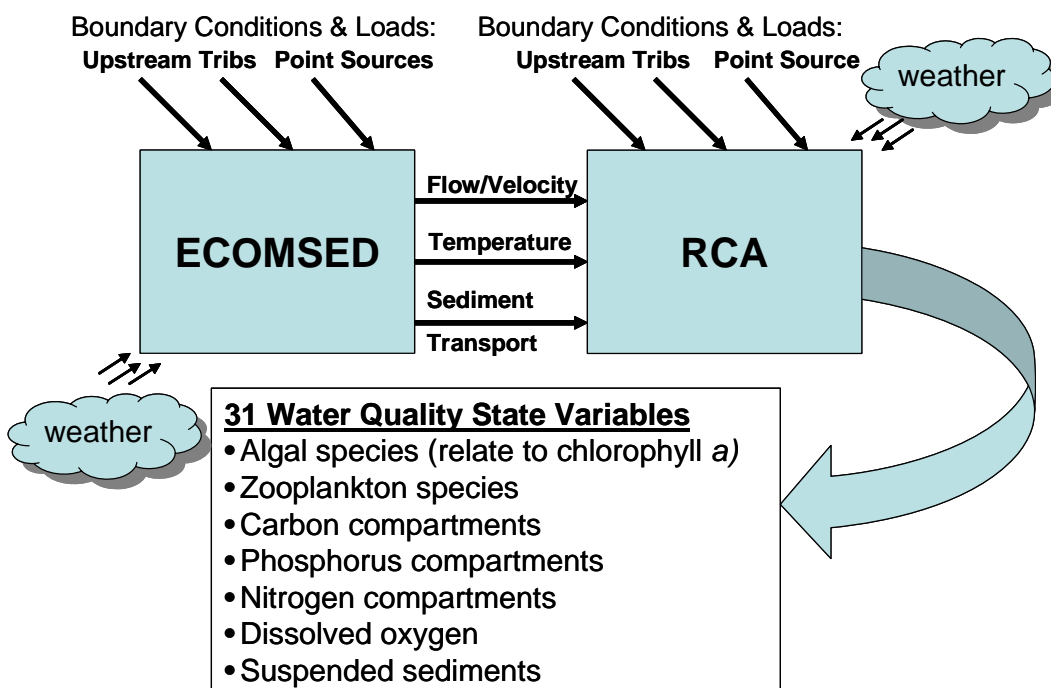 Boundary Conditions & Loads:
Upstream Tribs Point Sources
Boundary Conditions & Loads:
Upstream Tribs Point Source
weather
ECOMSED
Flow/Velocity
Temperature
Sediment
Transport
RCA
weather
31 Water Quality State Variables
•Algal species (relate to chlorophyll a)
•Zooplankton species
•Carbon compartments
•Phosphorus compartments
•Nitrogen compartments
•Dissolved oxygen
•Suspended sediments